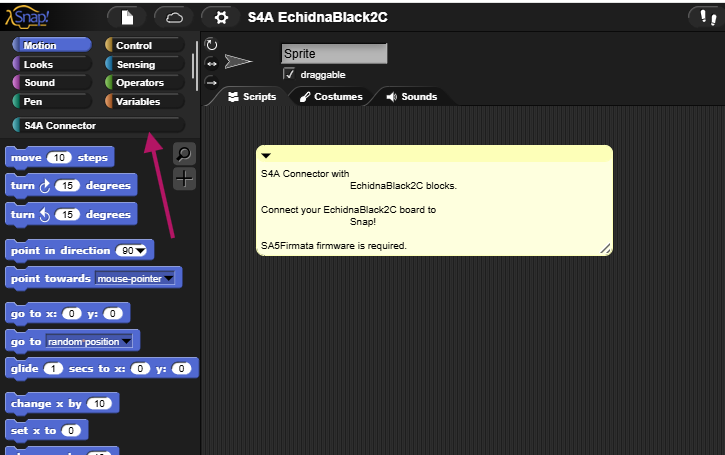 Snap!
S4A EchidnaBlack2C
Motion
Control
Looks
Sensing
Sound
Operators
Pen
Variables
S4A Connector
Sprite
draggable
Scripts
Costumes
Sounds
move 10 steps
turn 15 degrees
turn 15 degrees
point in direction 90
point towards mouse-pointer
go to x: 0 y: 0
go to random position
glide 1 secs to x: 0 y: 0
change x by 10
set x to 0
S4A Connector with
EchidnaBlack2C blocks.
Connect your EchidnaBlack2C board to
Snap!
SA5Firmata firmware is required.